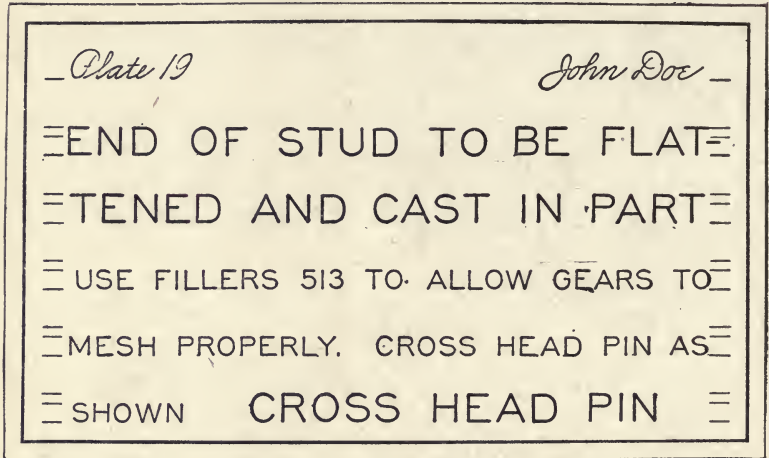 Plate 19 John Doe
END OF STUD TO BE FLAT-
TENED AND CAST IN PART
USE FILLERS 513 TO ALLOW GEARS TO
MESH PROPERLY. CROSS HEAD PIN AS
SHOWN CROSS HEAD PIN